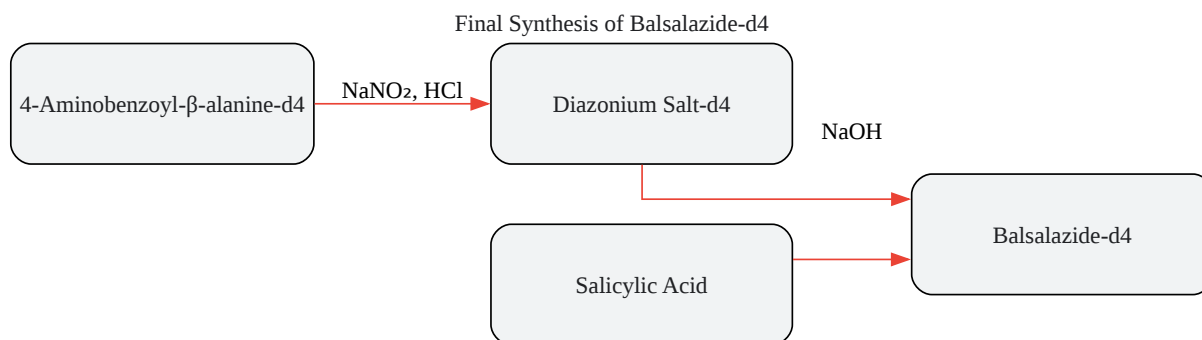 Final Synthesis of Balsalazide-d4
4-Aminobenzoyl-β-alanine-d4
NaNO₂, HCl
Diazonium Salt-d4
NaOH
Salicylic Acid
Balsalazide-d4